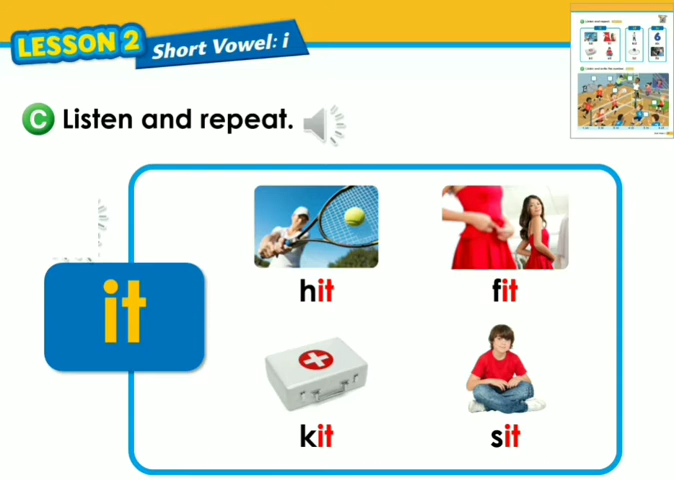 LESSON 2 Short Vowel: i
C Listen and repeat.
it
hit fit
kit sit